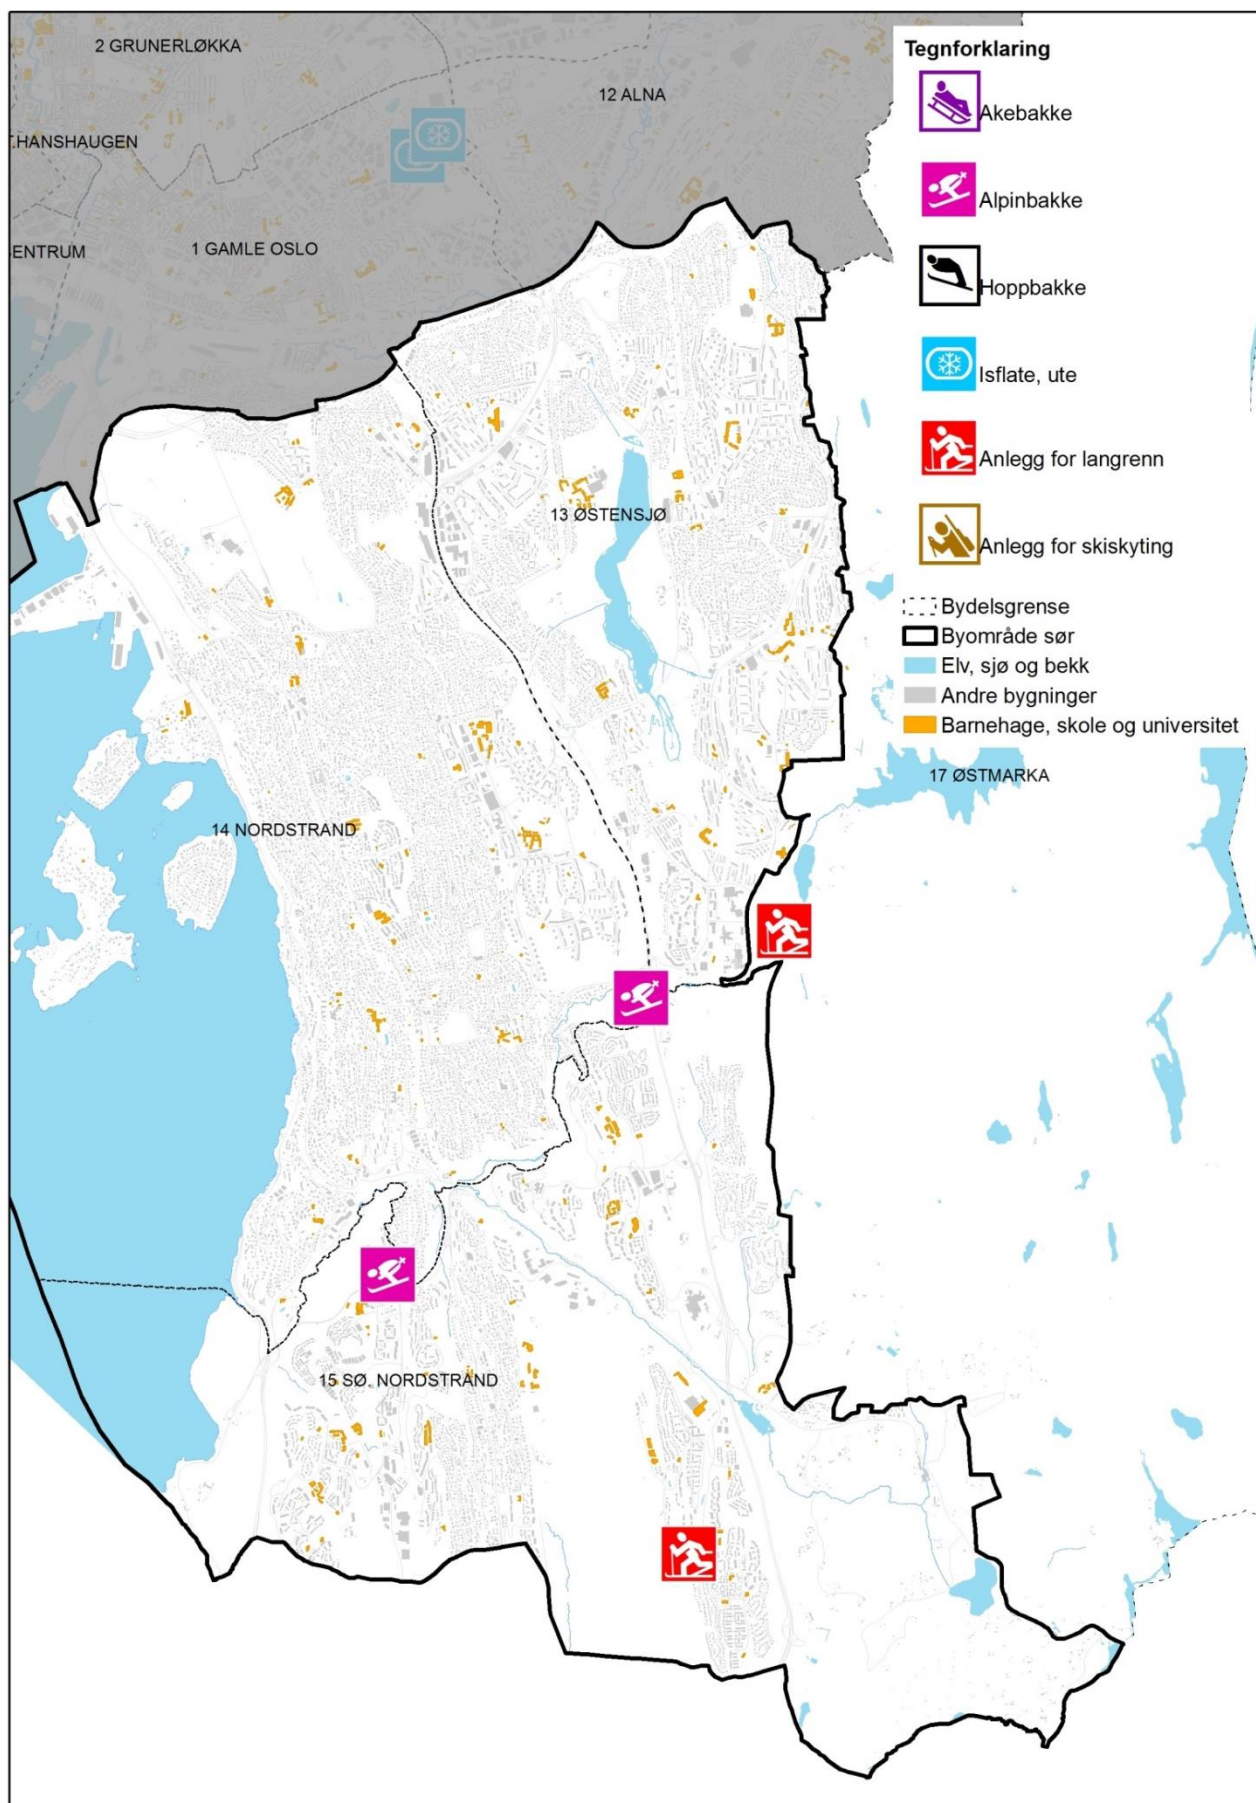 2 GRUNERLØKKA
12 ALNA
T.HANSHAUGEN
1 GAMLE OSLO
ENTRUM
13 ØSTENSJØ
17 ØSTMARKA
14 NORDSTRAND
15 SØ. NORDSTRAND
Tegnforklaring
Akebakke
Alpinbakke
Hoppbakke
Isflate, ute
Anlegg for langrenn
Anlegg for skiskyting
Bydelsgrense
Byområde sør
Elv, sjø og bekk
Andre bygninger
Barnehage, skole og universitet